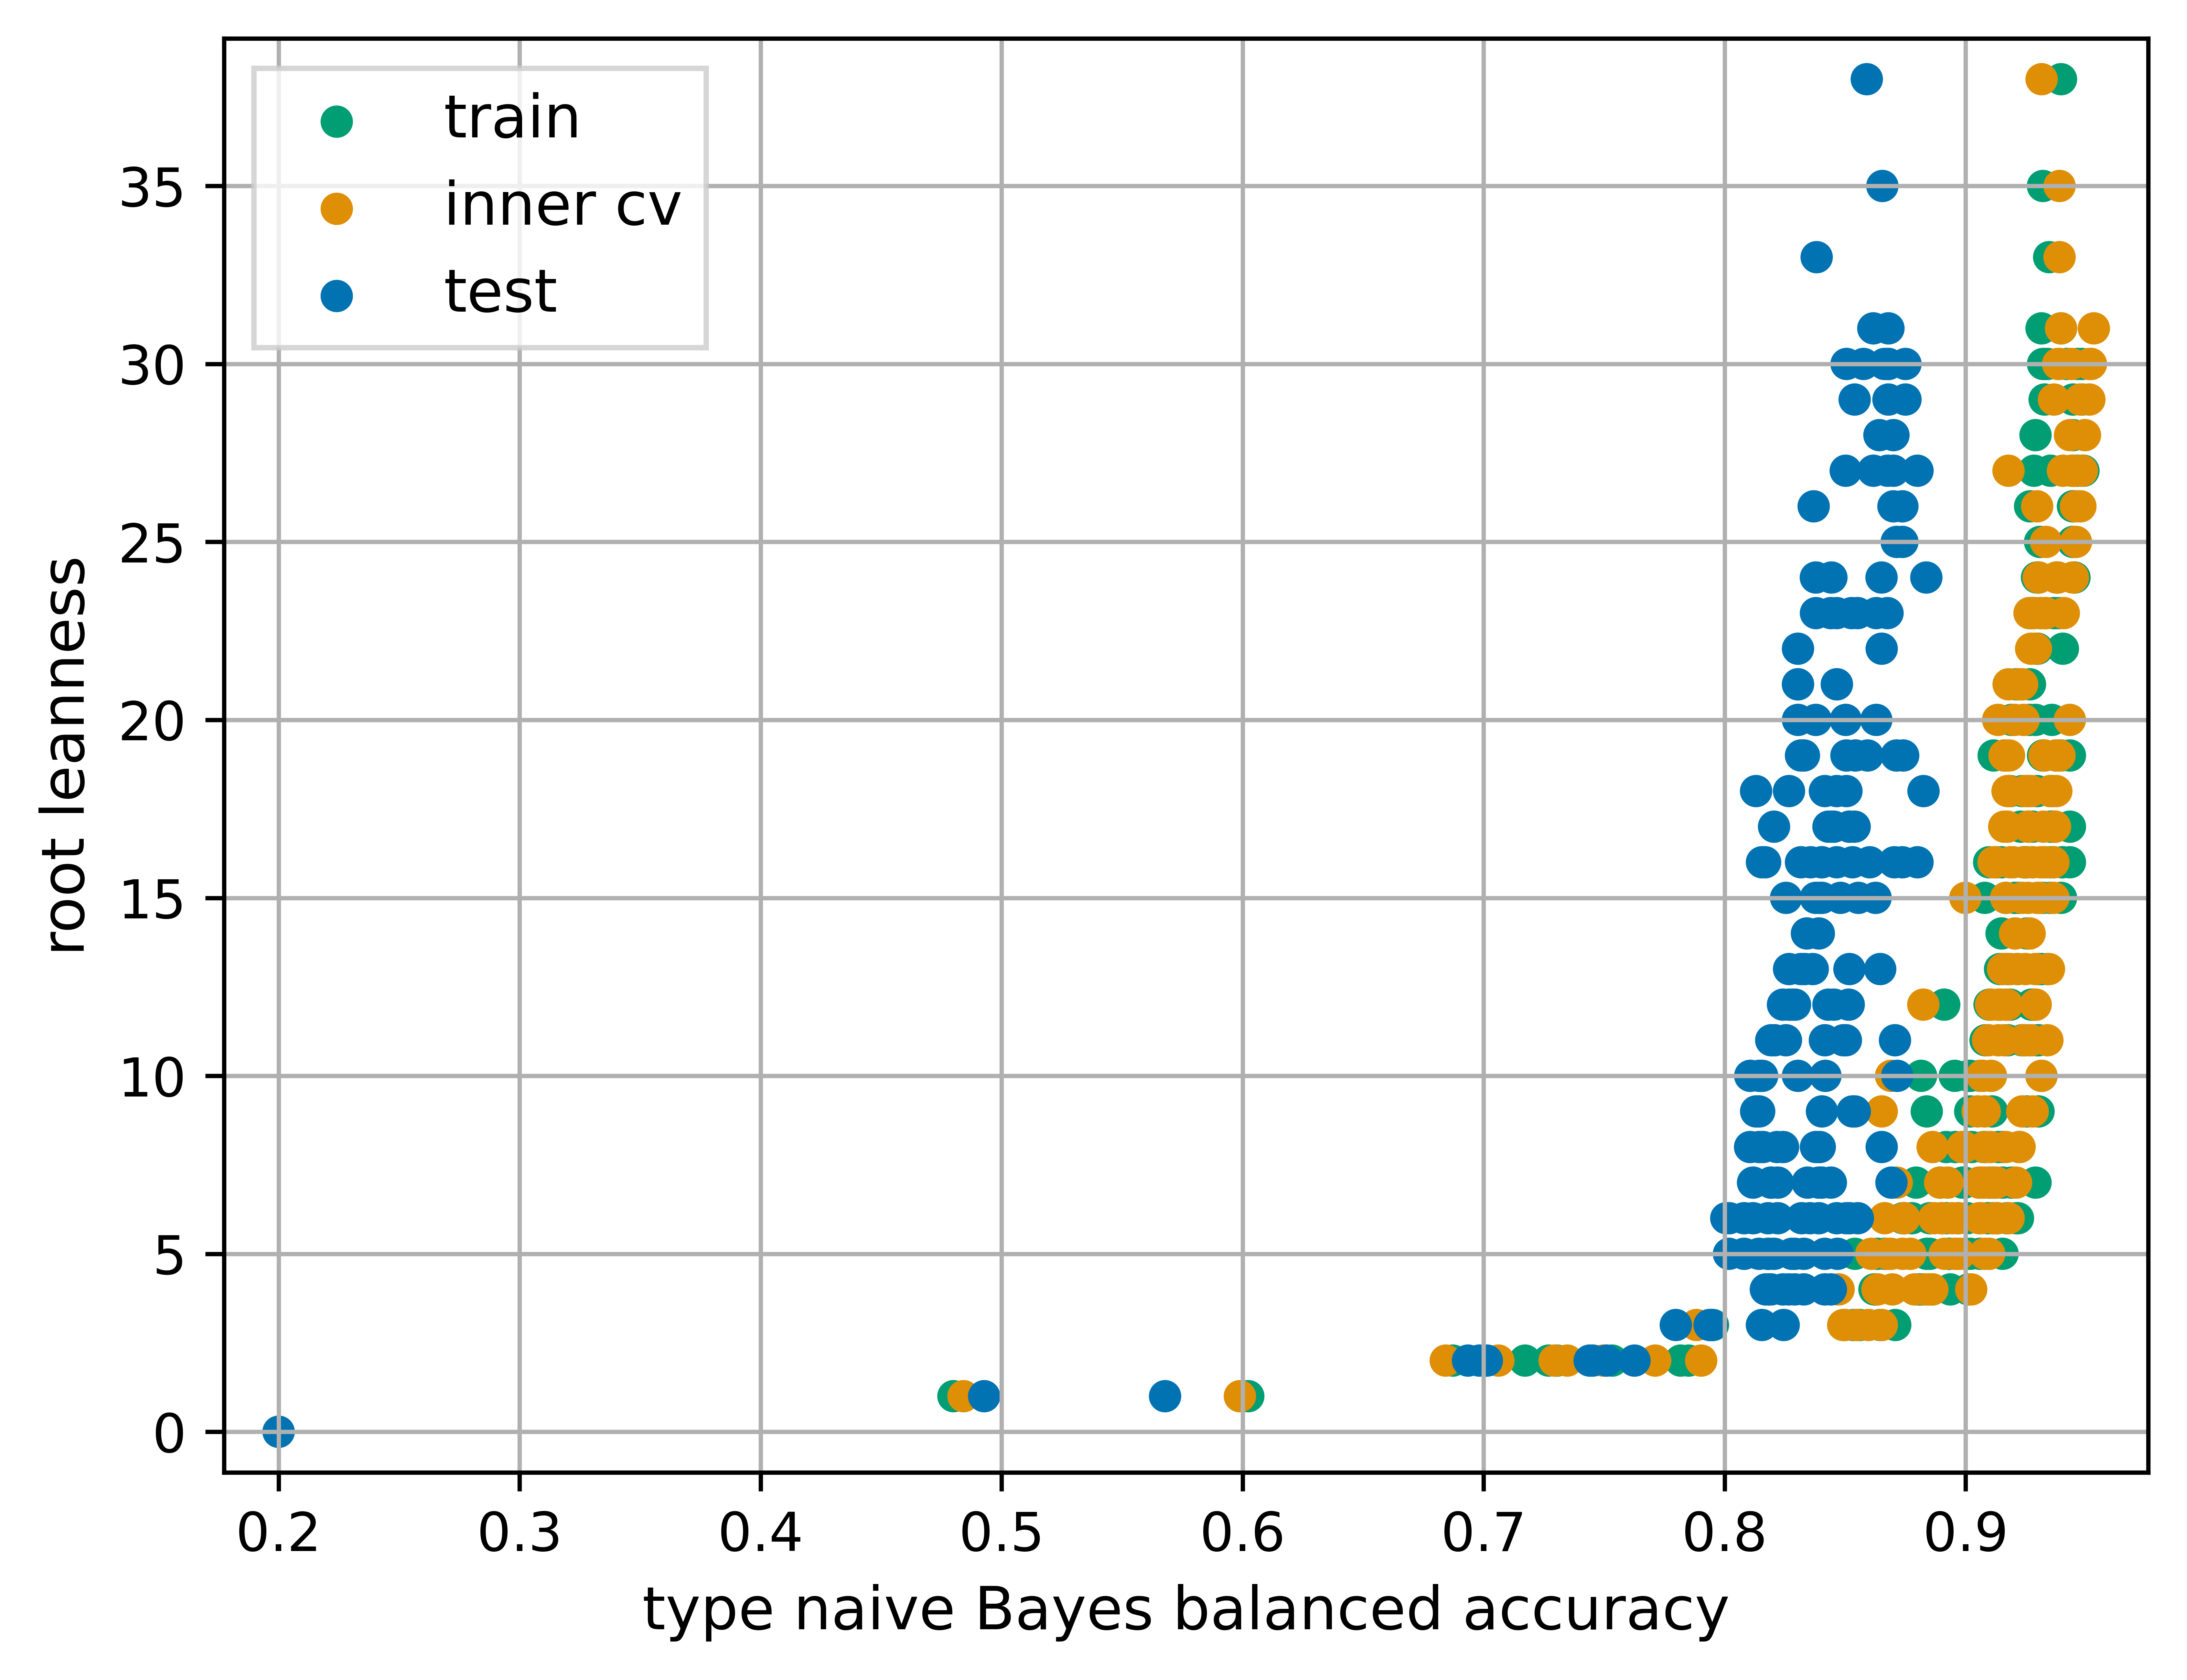 train
inner cv
test
root leanness
35
30
25
20
15
10
5
0
0.2 0.3 0.4 0.5 0.6 0.7 0.8 0.9
type naive Bayes balanced accuracy